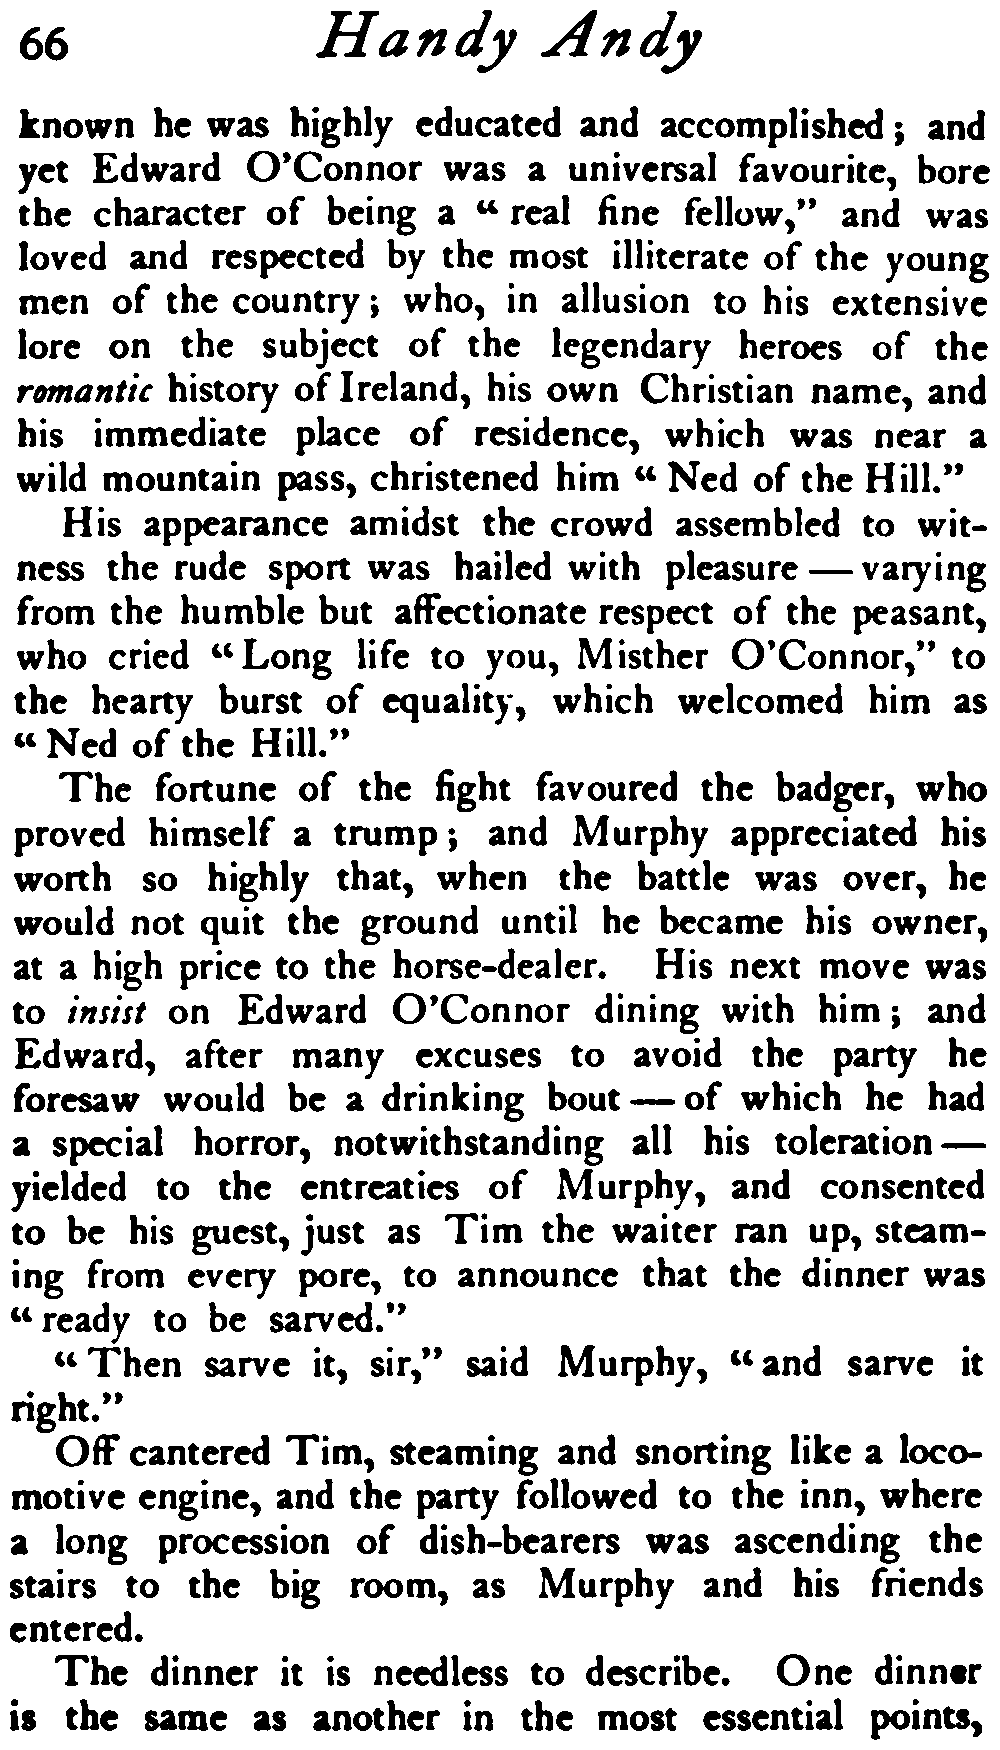 66 Handy Andy
known he was highly educated and accomplished; and
yet Edward O'Connor was a universal favourite, bore
the character of being a "real fine fellow," and was
loved and respected by the most illiterate of the young
men of the country; who, in allusion to his extensive
lore on the subject of the legendary heroes of the
romantic history of Ireland, his own Christian name, and
his immediate place of residence, which was near a
wild mountain pass, christened him "Ned of the Hill."
His appearance amidst the crowd assembled to wit-
ness the rude sport was hailed with pleasure — varying
from the humble but affectionate respect of the peasant,
who cried "Long life to you, Misther O'Connor," to
the hearty burst of equality, which welcomed him as
"Ned of the Hill."
The fortune of the fight favoured the badger, who
proved himself a trump; and Murphy appreciated his
worth so highly that, when the battle was over, he
would not quit the ground until he became his owner,
at a high price to the horse-dealer. His next move was
to insist on Edward O'Connor dining with him; and
Edward, after many excuses to avoid the party he
foresaw would be a drinking bout — of which he had
a special horror, notwithstanding all his toleration —
yielded to the entreaties of Murphy, and consented
to be his guest, just as Tim the waiter ran up, steam-
ing from every pore, to announce that the dinner was
"ready to be sarved."
"Then sarve it, sir," said Murphy, "and sarve it
right."
Off cantered Tim, steaming and snorting like a loco-
motive engine, and the party followed to the inn, where
a long procession of dish-bearers was ascending the
stairs to the big room, as Murphy and his friends
entered.
The dinner it is needless to describe. One dinner
is the same as another in the most essential points,